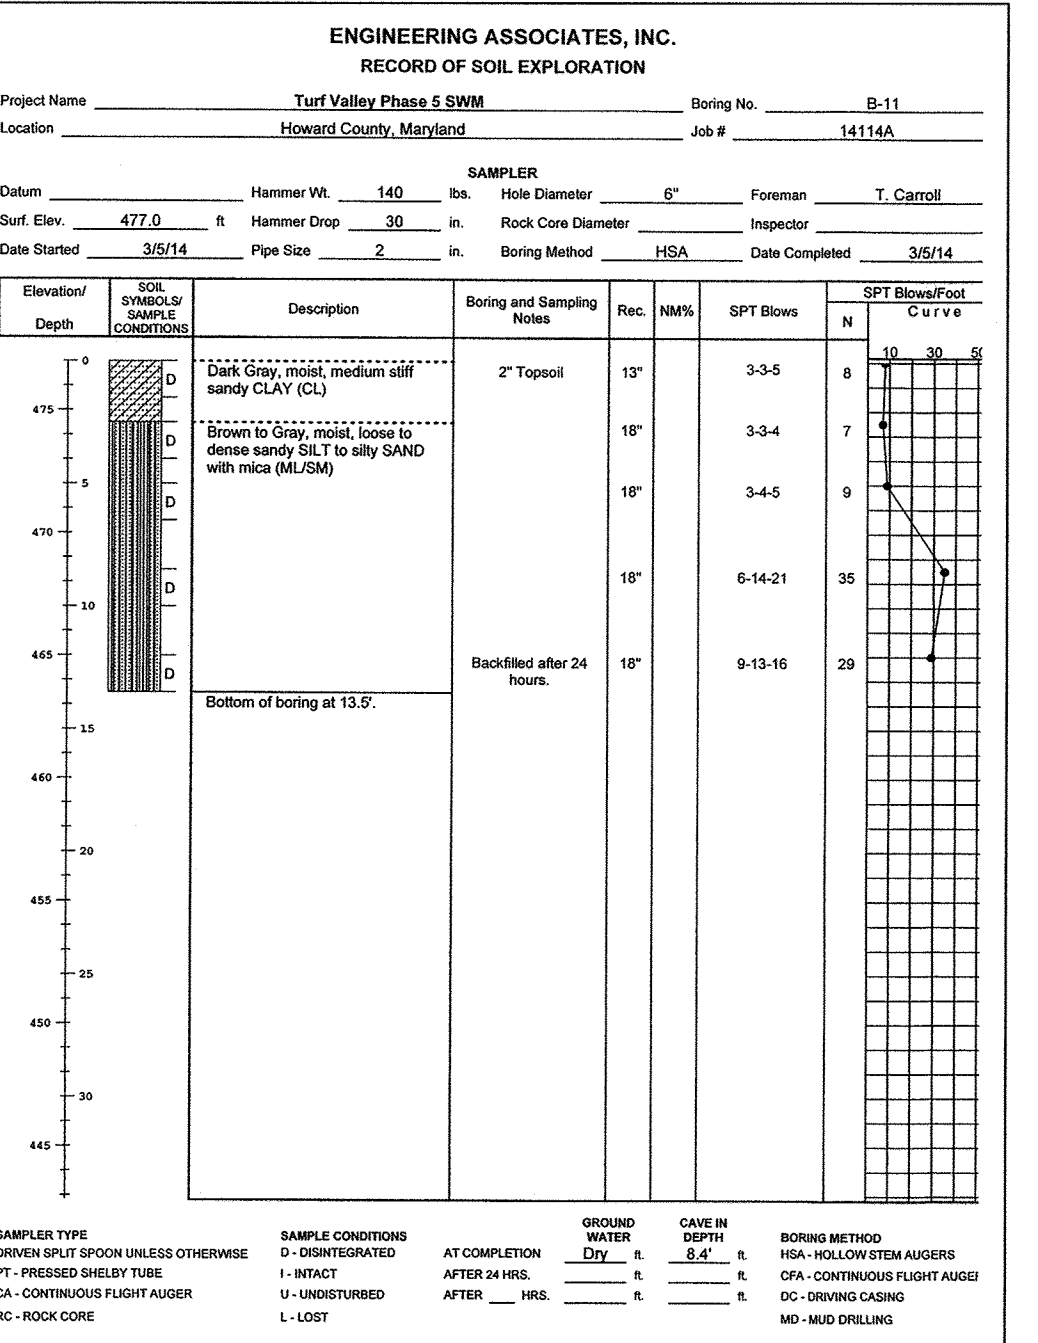 ENGINEERING ASSOCIATES, INC.
RECORD OF SOIL EXPLORATION
Project Name Turf Valley Phase 5 SWM Boring No. B-11
Location Howard County, Maryland Job # 14114A
SAMPLER
Datum Hammer Wt. 140 lbs. Hole Diameter 6" Foreman T. Carroll
Surf. Elev. 477.0 ft Hammer Drop 30 in. Rock Core Diameter Inspector
Date Started 3/5/14 Pipe Size 2 in. Boring Method HSA Date Completed 3/5/14
Elevation/ Depth
SOIL SYMBOLS/ SAMPLE CONDITIONS
Description
Boring and Sampling Notes
Rec. NM% SPT Blows
SPT Blows/Foot
N Curve
10 30 50
0
D Dark Gray, moist, medium stiff 2" Topsoil 13" 3-3-5 8
sandy CLAY (CL)
475
D Brown to Gray, moist, loose to 18" 3-3-4 7
dense sandy SILT to silty SAND
with mica (ML/SM)
5
D 18" 3-4-5 9
470
D 18" 6-14-21 35
10
465 Backfilled after 24 18" 9-13-16 29
D hours.
Bottom of boring at 13.5'.
15
460
20
455
25
450
30
445
GROUND WATER CAVE IN DEPTH
SAMPLER TYPE SAMPLE CONDITIONS BORING METHOD
DRIVEN SPLIT SPOON UNLESS OTHERWISE D - DISINTEGRATED AT COMPLETION Dry ft. 8.4' ft. HSA - HOLLOW STEM AUGERS
PT - PRESSED SHELBY TUBE I - INTACT AFTER 24 HRS. ft. ft. CFA - CONTINUOUS FLIGHT AUGE
CA - CONTINUOUS FLIGHT AUGER U - UNDISTURBED AFTER ___ HRS. ft. ft. DC - DRIVING CASING
RC - ROCK CORE L - LOST MD - MUD DRILLING